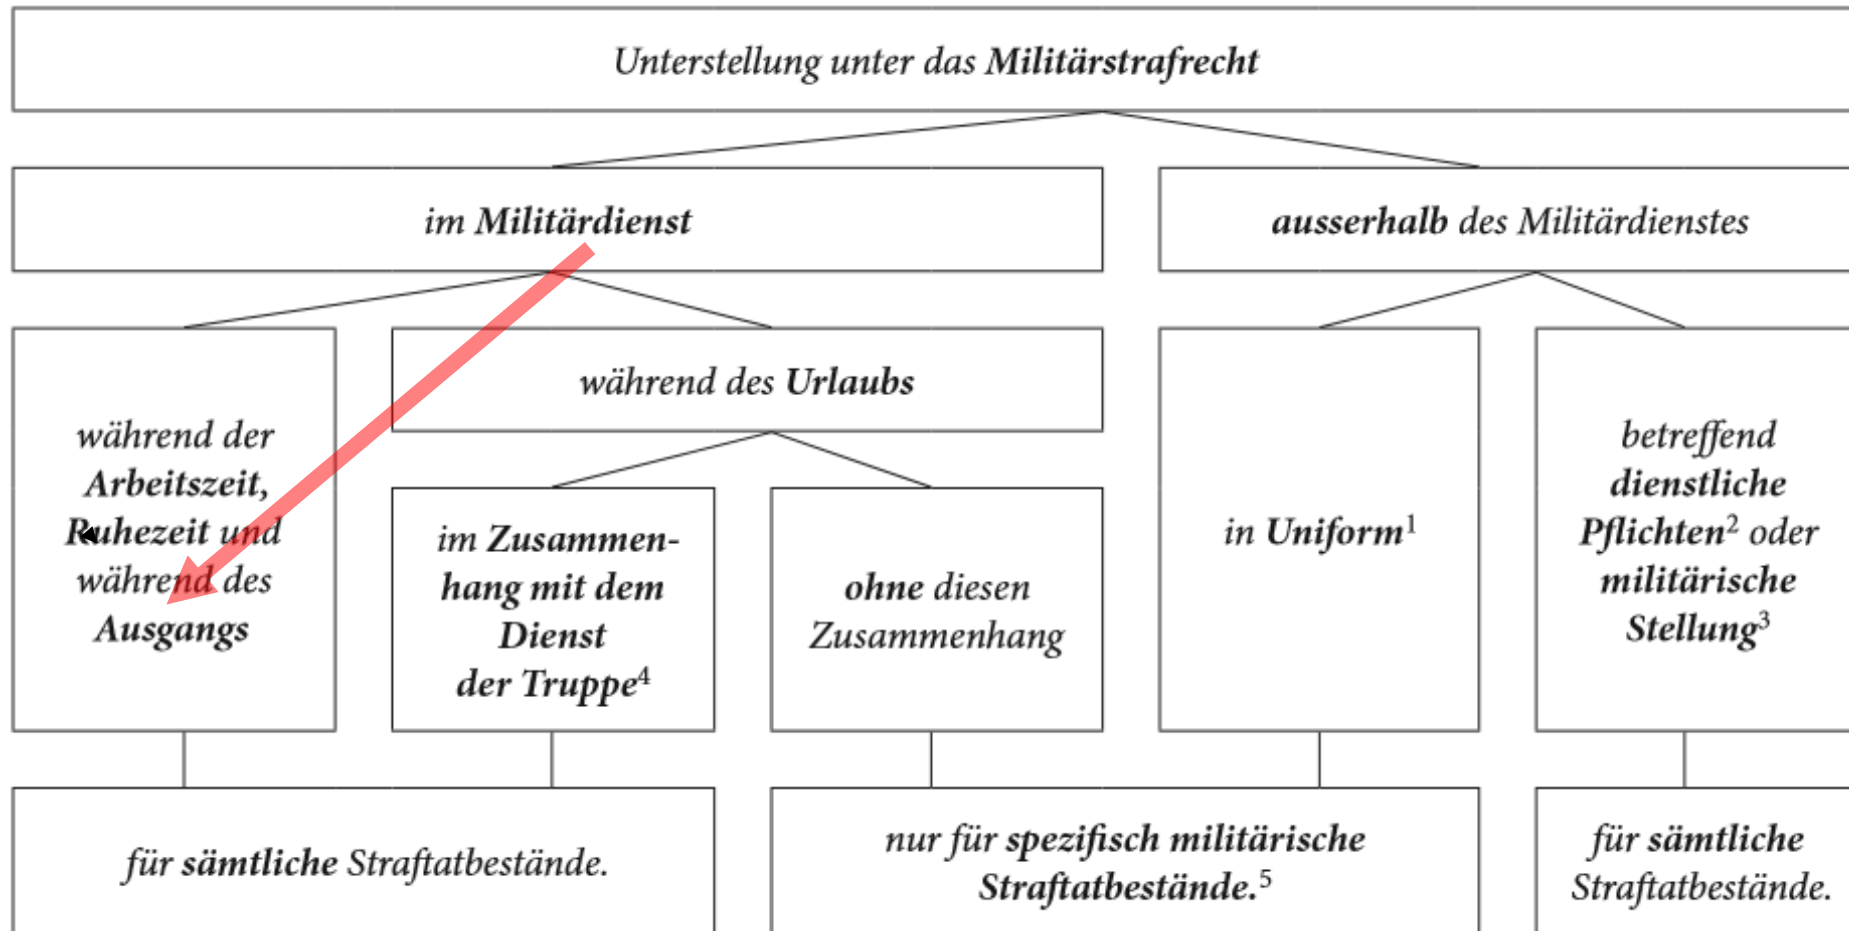 Unterstellung unter das Militärstrafrecht
im Militärdienst
ausserhalb des Militärdienstes
während der
Arbeitszeit,
Ruhezeit und
während des
Ausgangs
während des Urlaubs
im Zusammen-
hang mit dem
Dienst
der Truppe⁴
ohne diesen
Zusammenhang
in Uniform¹
betreffend
dienstliche
Pflichten² oder
militärische
Stellung³
für sämtliche Straftatbestände.
nur für spezifisch militärische
Straftatbestände.⁵
für sämtliche
Straftatbestände.